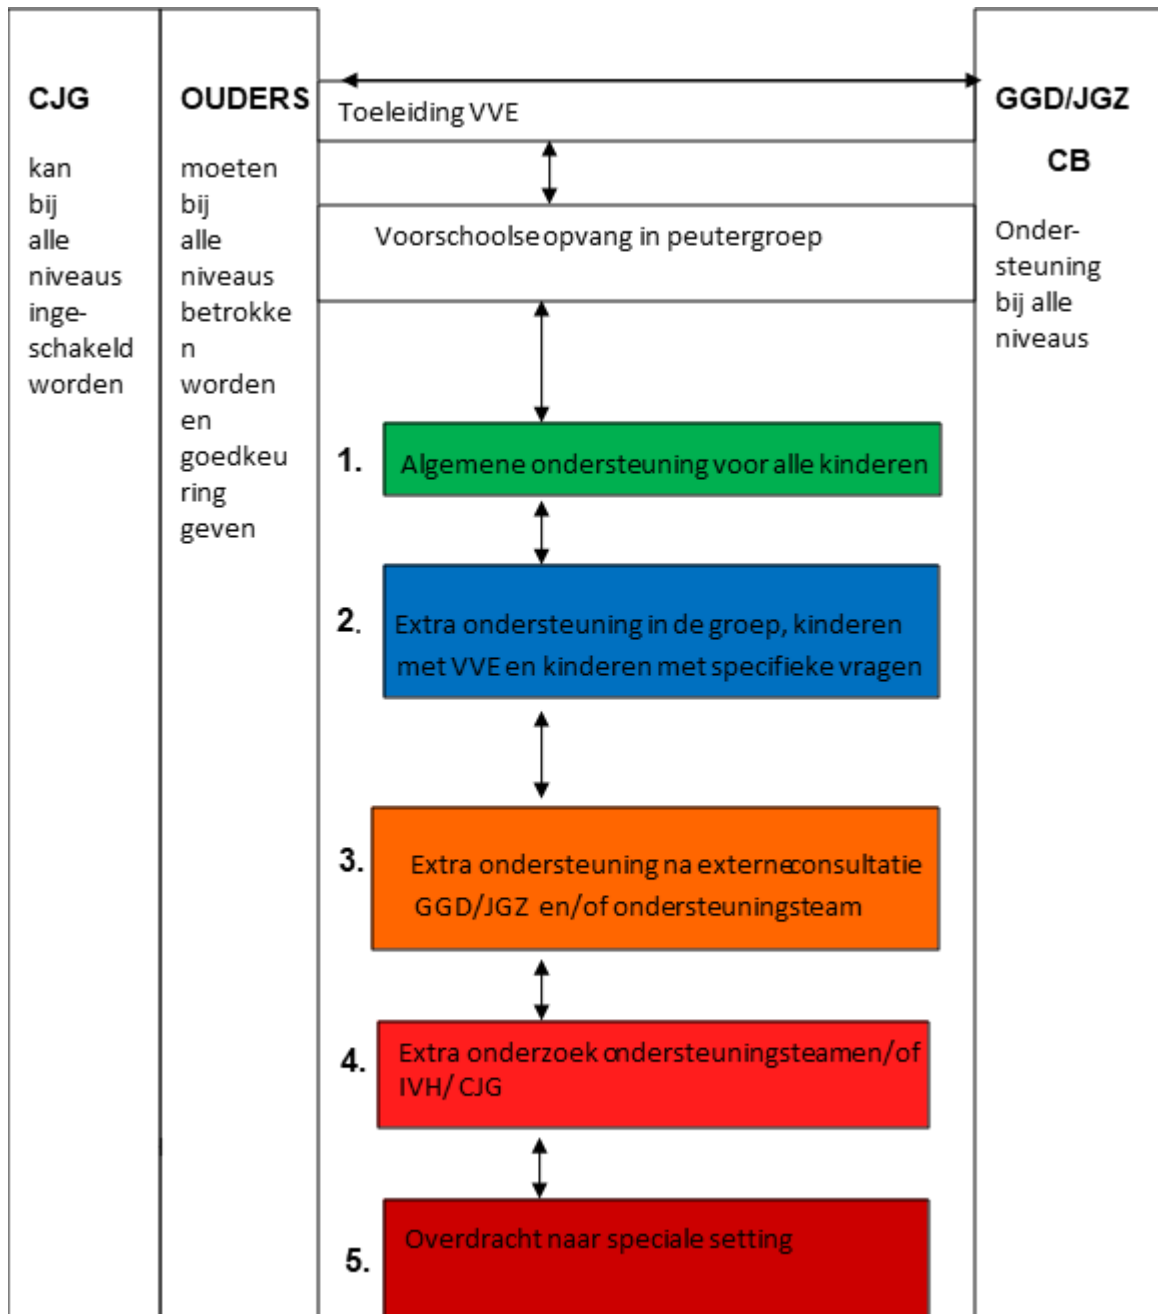 CJG
kan
bij
alle
niveaus
inge-
schakeld
worden
OUDERS
moeten
bij
alle
niveaus
betrokke
n
worden
en
goedkeu
ring
geven
Toeleiding VVE
Voorschoolse opvang in peutergroep
1. Algemene ondersteuning voor alle kinderen
2. Extra ondersteuning in de groep, kinderen
met VVE en kinderen met specifieke vragen
3. Extra ondersteuning na externe consultatie
GGD/JGZ en/of ondersteuningsteam
4. Extra onderzoek ondersteuningsteam en/of
IVH/ CJG
5. Overdracht naar speciale setting
GGD/JGZ
CB
Onder-
steuning
bij alle
niveaus